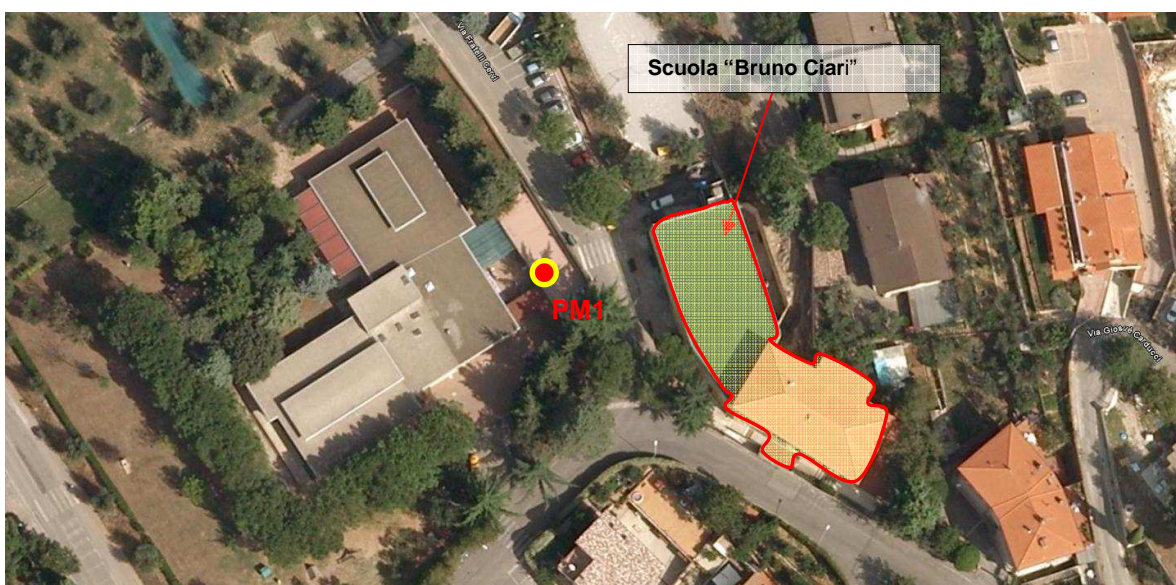 Via Fratelli Cervi
Scuola “Bruno Ciari”
PM1
Via Giosuè Carducci